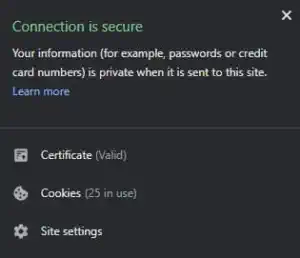 Connection is secure
Your information (for example, passwords or credit
card numbers) is private when it is sent to this site.
Learn more
Certificate (Valid)
Cookies (25 in use)
Site settings